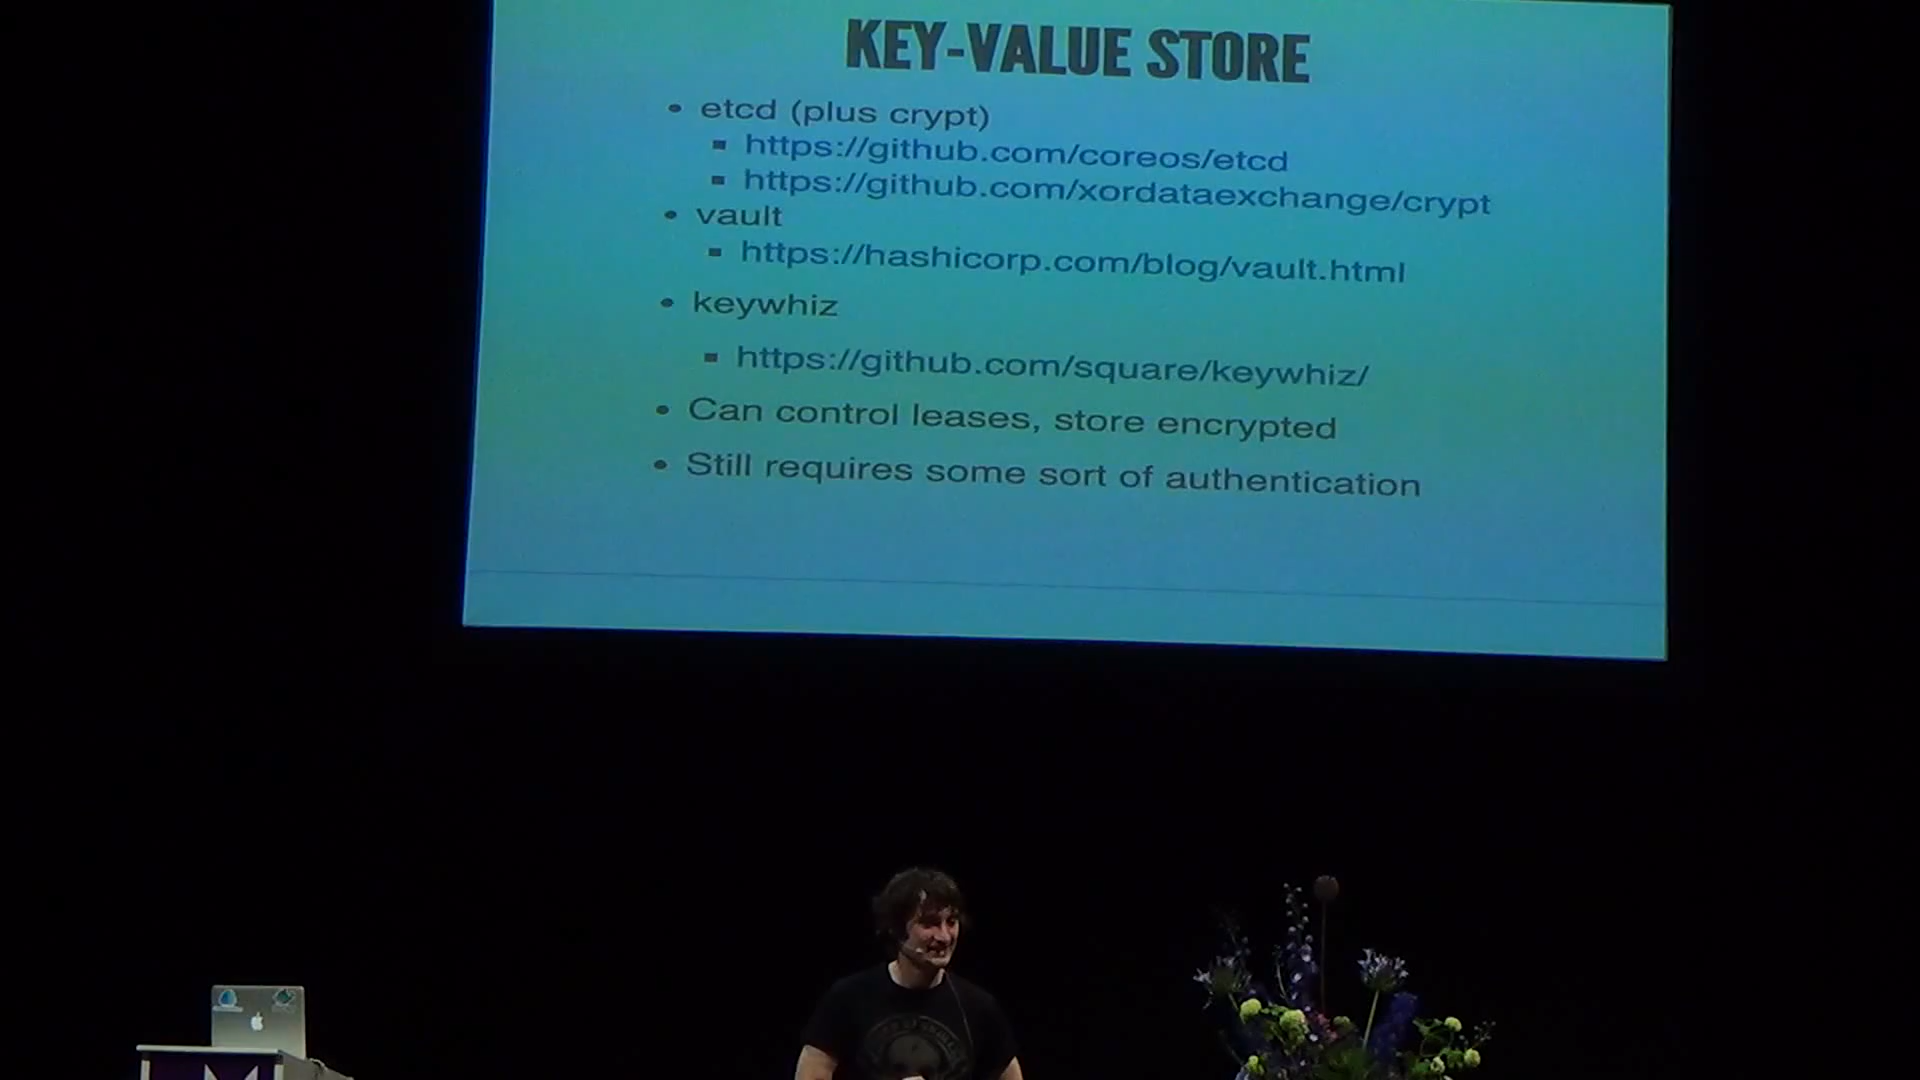 KEY-VALUE STORE
etcd (plus crypt)
https://github.com/coreos/etcd
https://github.com/xordataexchange/crypt
vault
https://hashicorp.com/blog/vault.html
keywhiz
https://github.com/square/keywhiz/
Can control leases, store encrypted
Still requires some sort of authentication